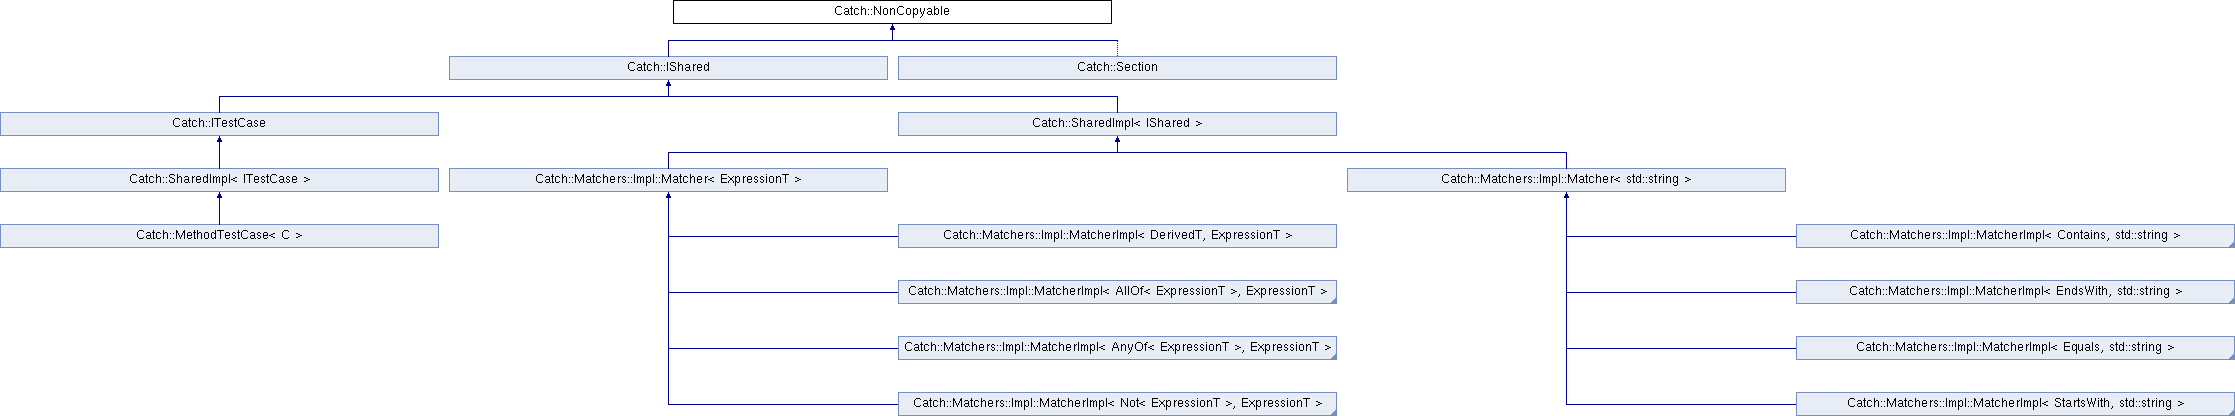 Catch::NonCopyable
Catch::IShared
Catch::Section
Catch::ITestCase
Catch::SharedImpl< IShared >
Catch::SharedImpl< ITestCase >
Catch::Matchers::Impl::Matcher< ExpressionT >
Catch::Matchers::Impl::Matcher< std::string >
Catch::MethodTestCase< C >
Catch::Matchers::Impl::MatcherImpl< DerivedT, ExpressionT >
Catch::Matchers::Impl::MatcherImpl< Contains, std::string >
Catch::Matchers::Impl::MatcherImpl< AllOf< ExpressionT >, ExpressionT >
Catch::Matchers::Impl::MatcherImpl< EndsWith, std::string >
Catch::Matchers::Impl::MatcherImpl< AnyOf< ExpressionT >, ExpressionT >
Catch::Matchers::Impl::MatcherImpl< Equals, std::string >
Catch::Matchers::Impl::MatcherImpl< Not< ExpressionT >, ExpressionT >
Catch::Matchers::Impl::MatcherImpl< StartsWith, std::string >